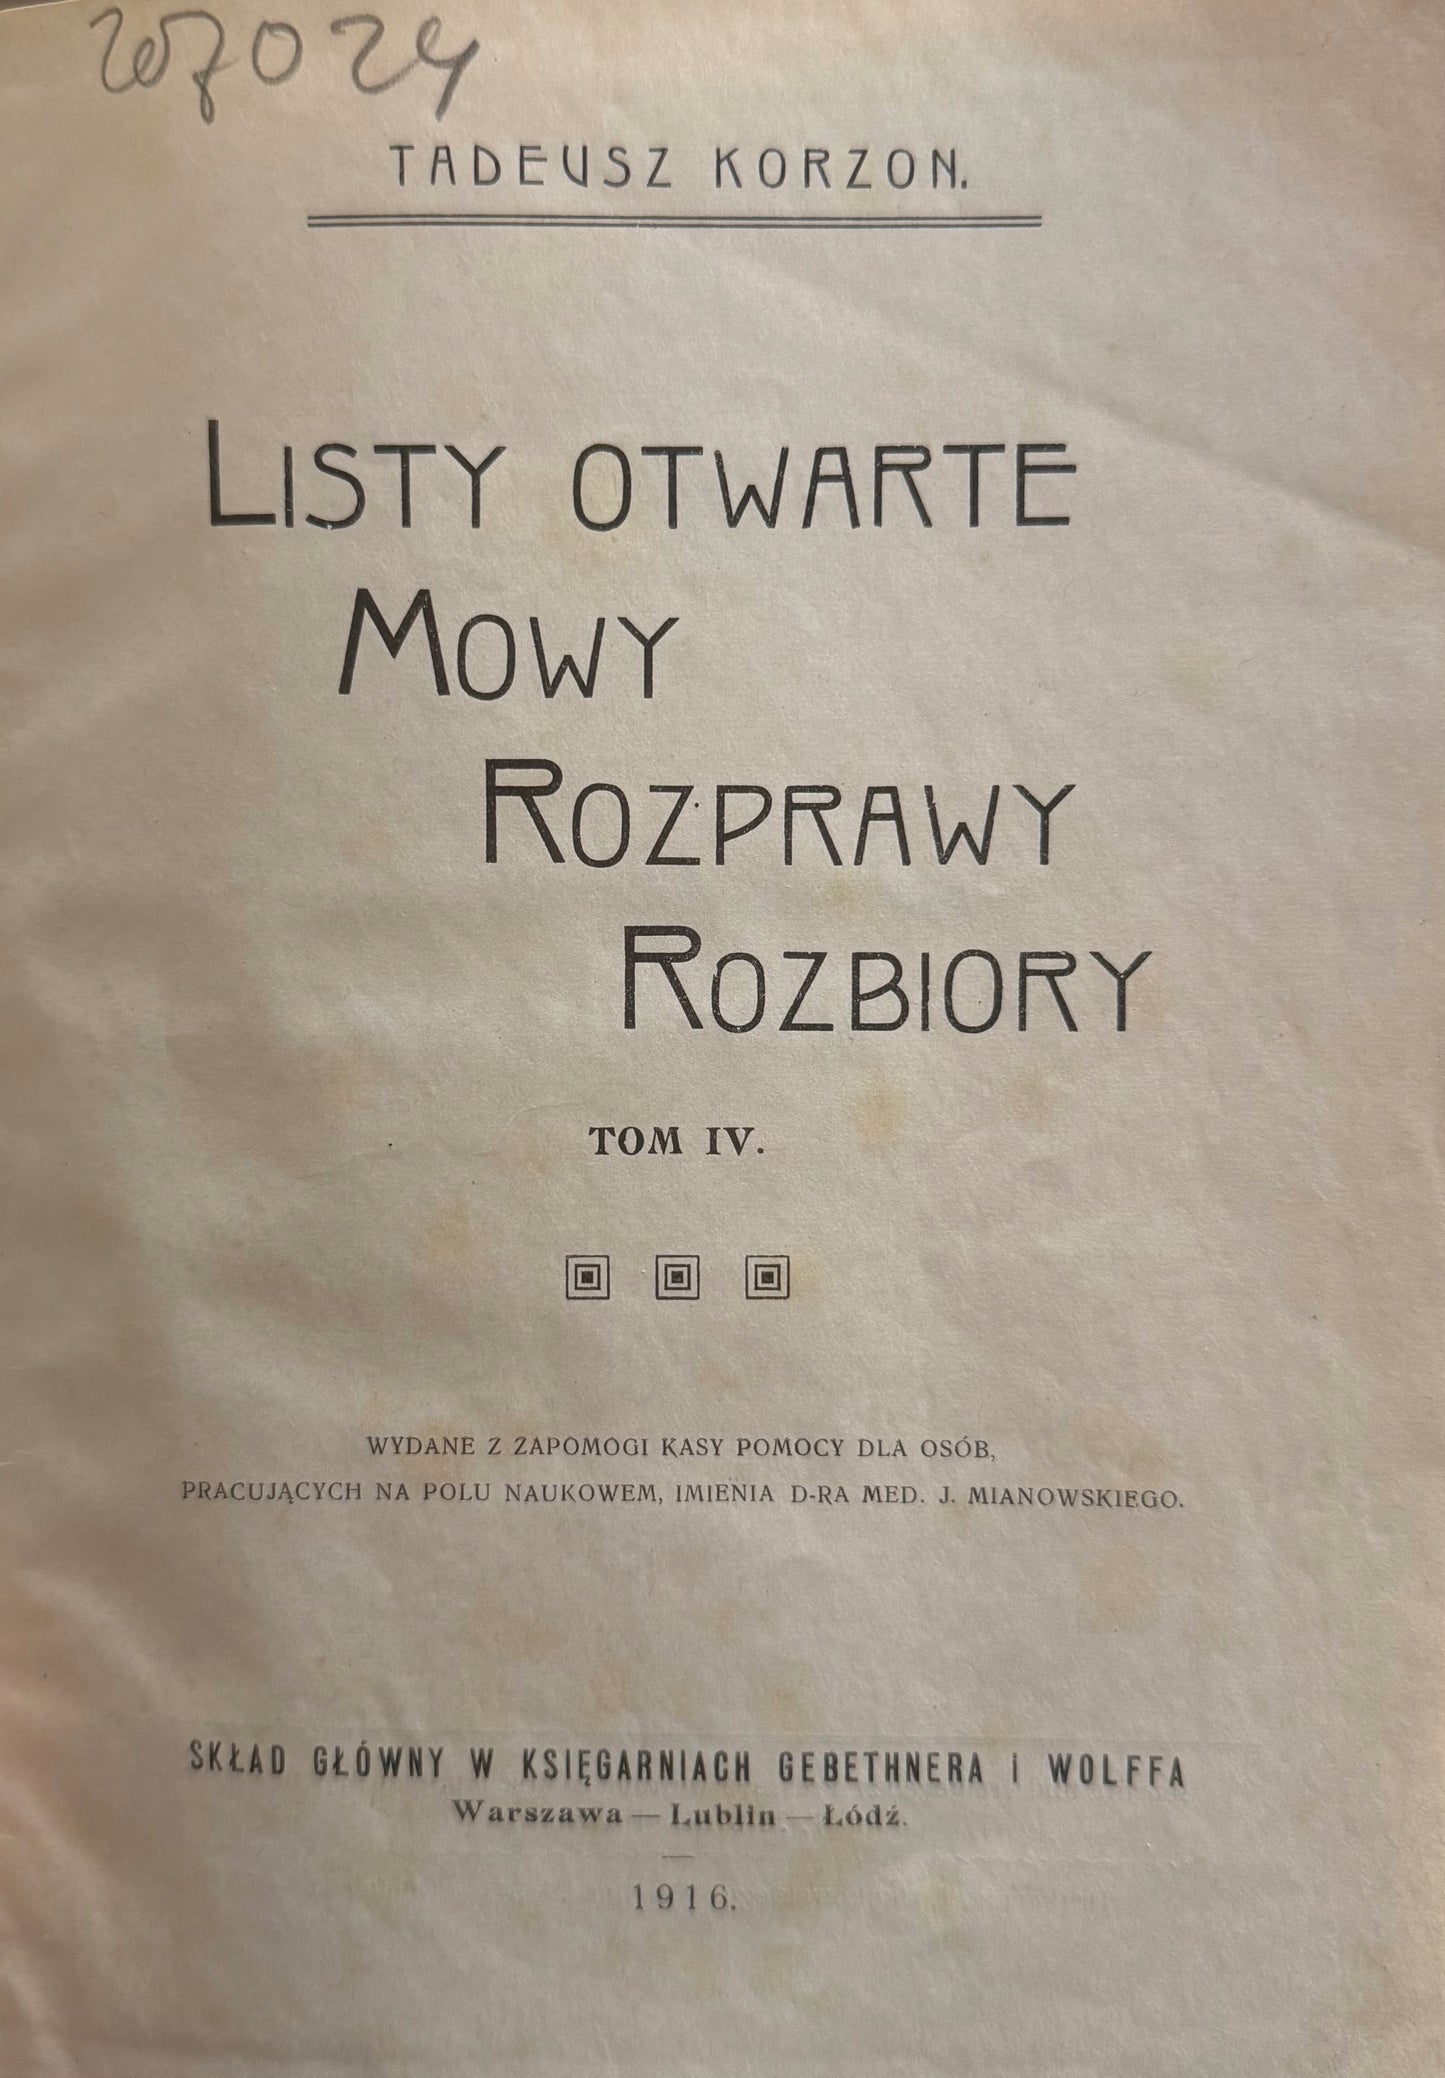 TADEUSZ KORZON.
LISTY OTWARTE
MOWY
ROZPRAWY
ROZBIORY
TOM IV.
WYDANE Z ZAPOMOGI KASY POMOCY DLA OSÓB,
PRACUJĄCYCH NA POLU NAUKOWEM, IMIENIA D-RA MED. J. MIANOWSKIEGO.
SKŁAD GŁÓWNY W KSIĘGARNIACH GEBETHNERA I WOLFFA
Warszawa — Lublin — Łódź.
1916.